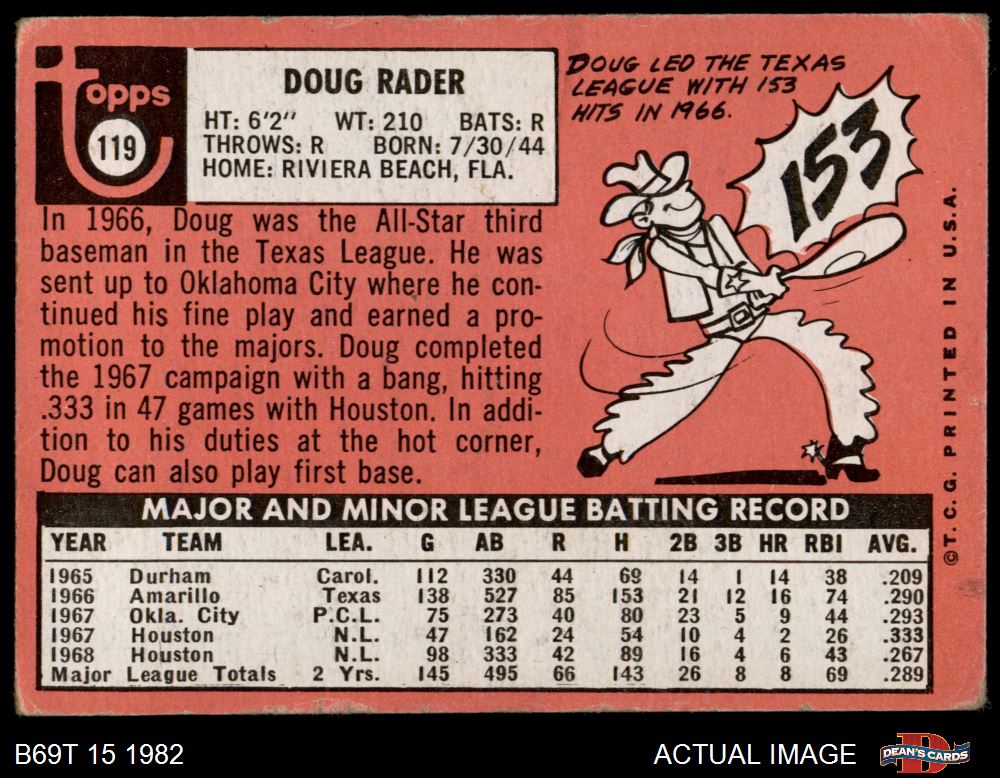 topps
119
DOUG RADER
HT: 6'2" WT: 210 BATS: R
THROWS: R BORN: 7/30/44
HOME: RIVIERA BEACH, FLA.
DOUG LED THE TEXAS
LEAGUE WITH 153
HITS IN 1966.
153
In 1966, Doug was the All-Star third
baseman in the Texas League. He was
sent up to Oklahoma City where he con-
tinued his fine play and earned a pro-
motion to the majors. Doug completed
the 1967 campaign with a bang, hitting
.333 in 47 games with Houston. In addi-
tion to his duties at the hot corner,
Doug can also play first base.
©T.C.G. PRINTED IN U.S.A.
MAJOR AND MINOR LEAGUE BATTING RECORD
YEAR TEAM LEA. G AB R H 2B 3B HR RBI AVG.
1965 Durham Carol. 112 330 44 69 14 1 14 38 .209
1966 Amarillo Texas 138 527 85 153 21 12 16 74 .290
1967 Okla. City P.C.L. 75 273 40 80 23 5 9 44 .293
1967 Houston N.L. 47 162 24 54 10 4 2 26 .333
1968 Houston N.L. 98 333 42 89 16 4 6 43 .267
Major League Totals 2 Yrs. 145 495 66 143 26 8 8 69 .289
B69T 15 1982
ACTUAL IMAGE
D
DEAN'S CARDS